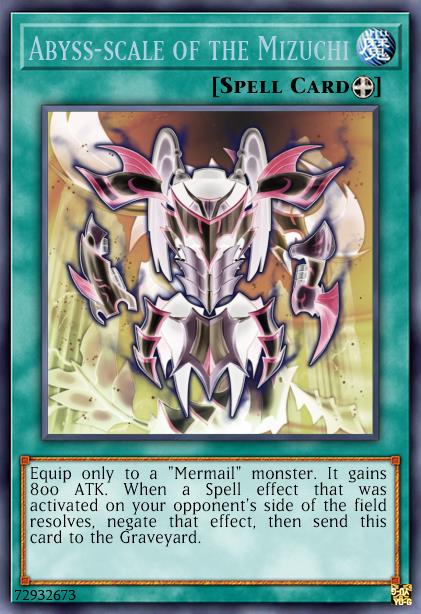 Abyss-scale of the Mizuchi
魔
[Spell Card]
Equip only to a "Mermail" monster. It gains
800 ATK. When a Spell effect that was
activated on your opponent's side of the field
resolves, negate that effect, then send this
card to the Graveyard.
72932673